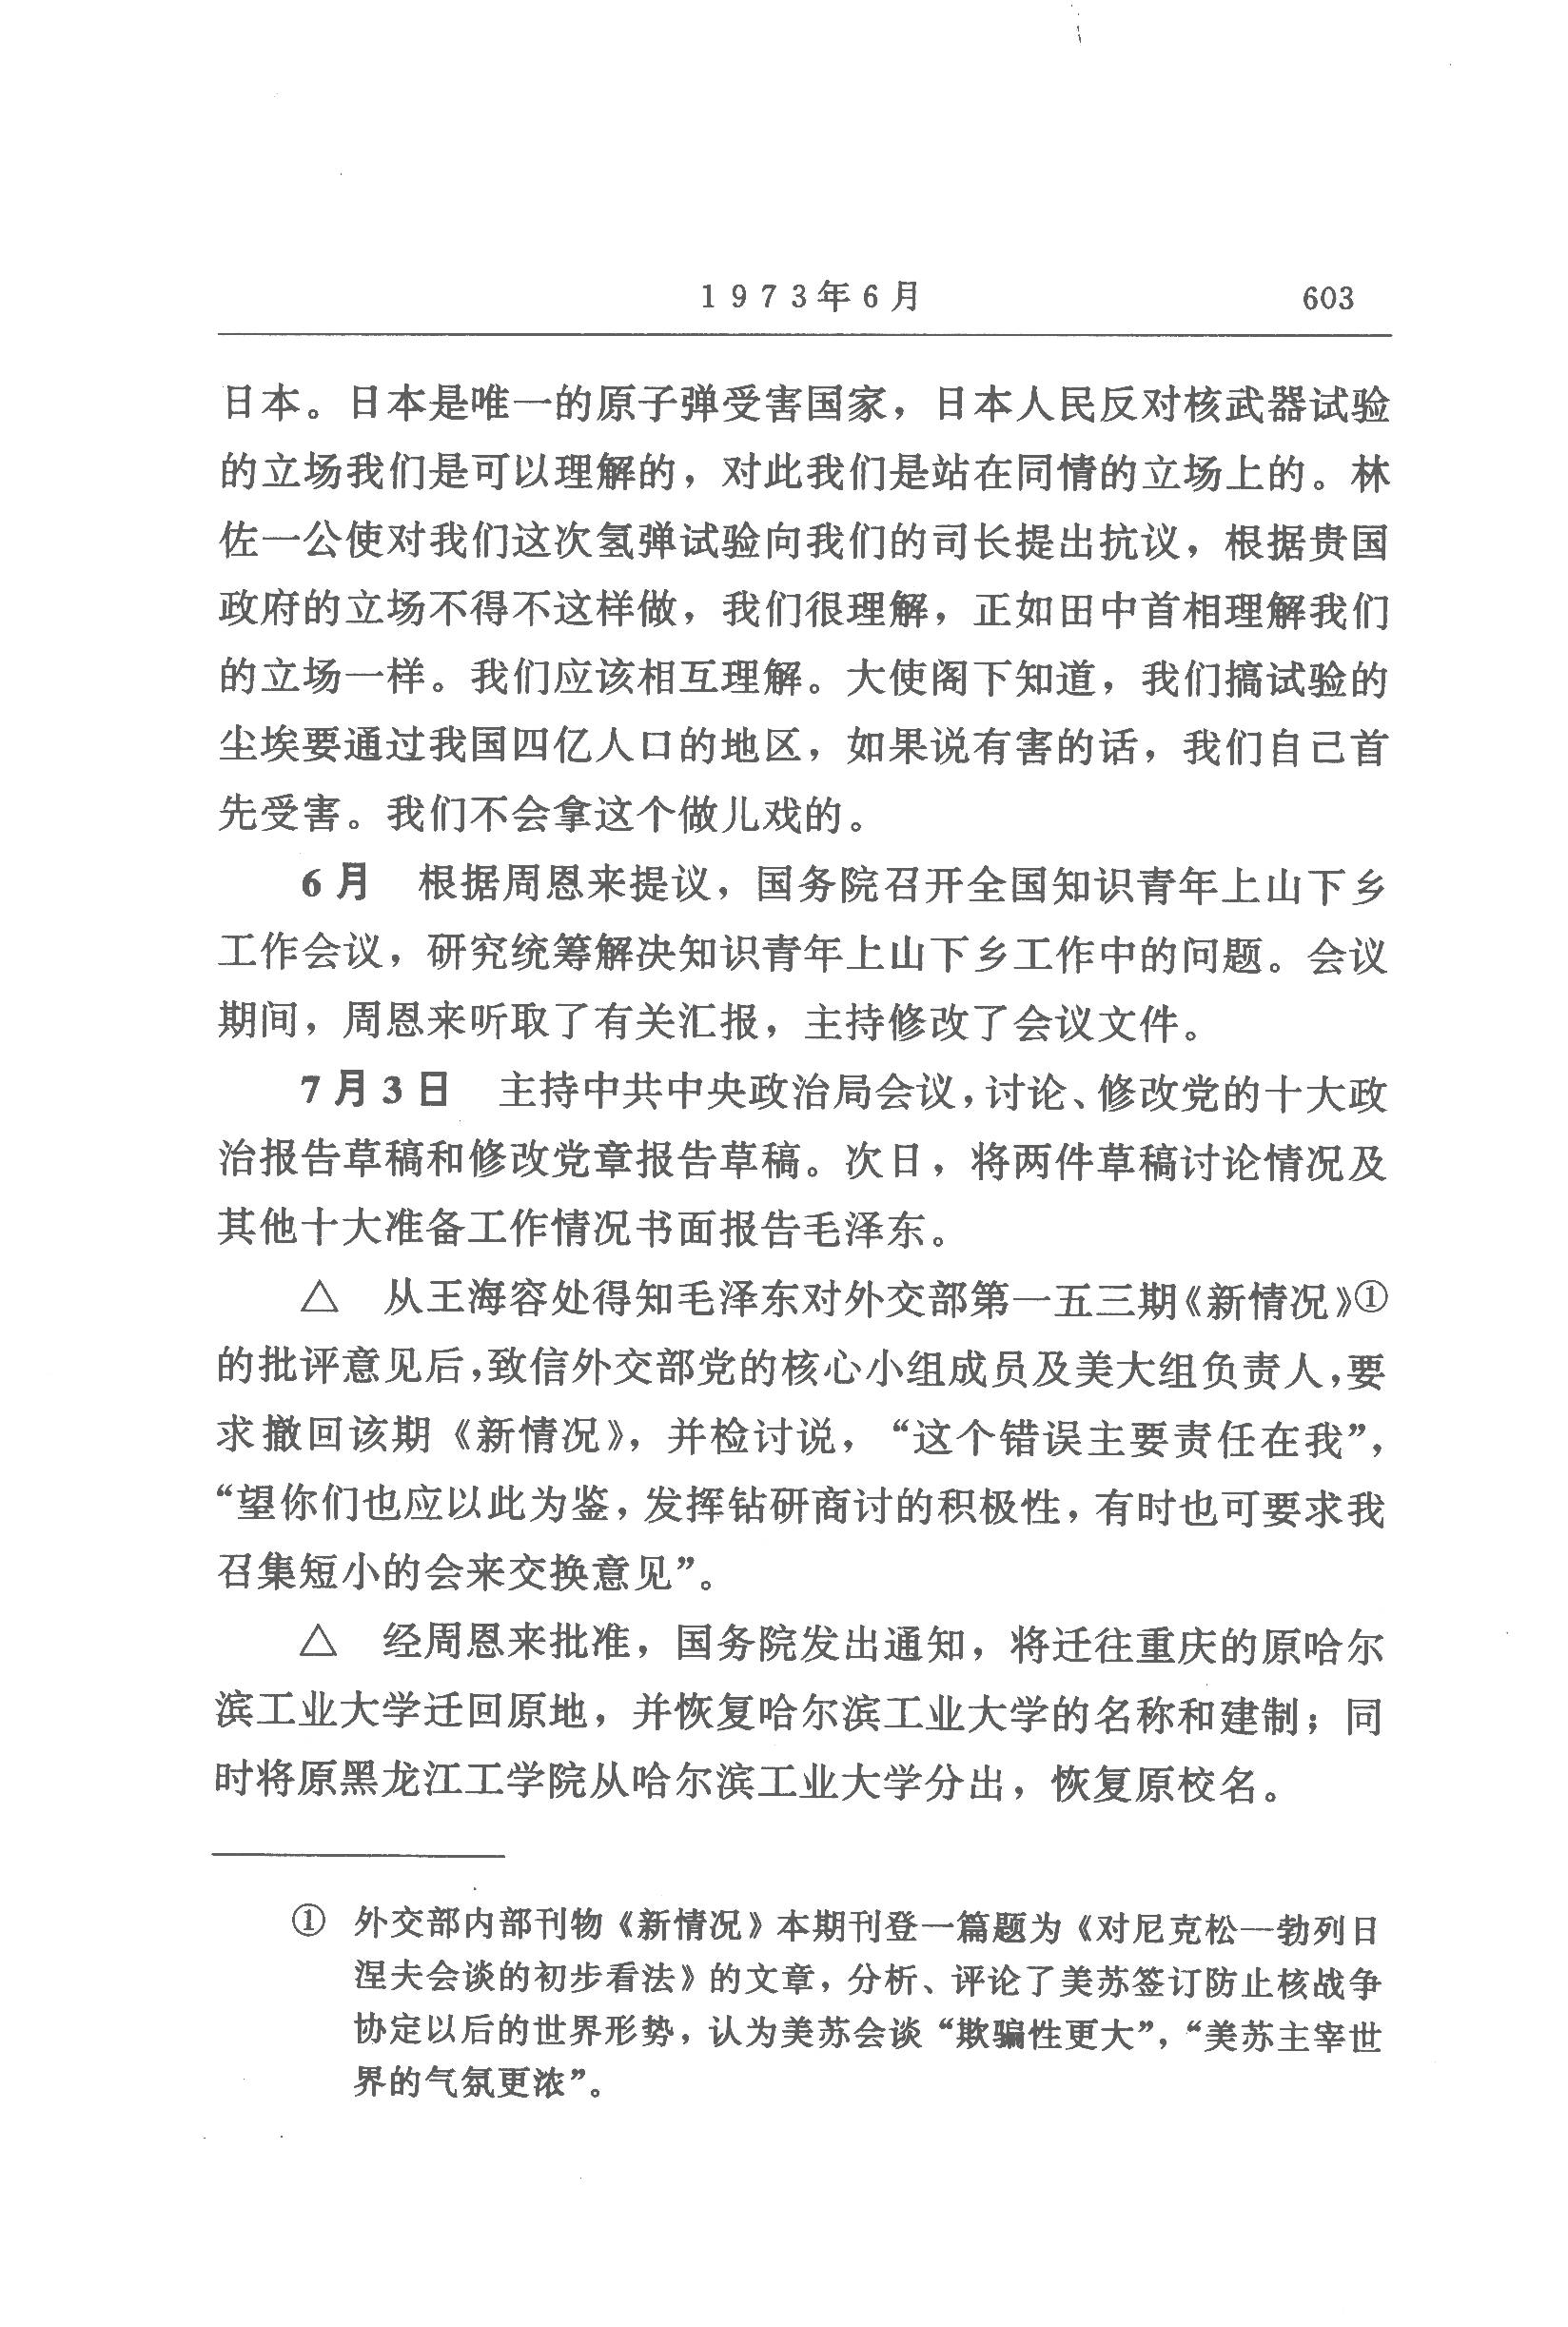 1973年6月 603
日本。日本是唯一的原子弹受害国家，日本人民反对核武器试验
的立场我们是可以理解的，对此我们是站在同情的立场上的。林
佐一公使对我们这次氢弹试验向我们的司长提出抗议，根据贵国
政府的立场不得不这样做，我们很理解，正如田中首相理解我们
的立场一样。我们应该相互理解。大使阁下知道，我们搞试验的
尘埃要通过我国四亿人口的地区，如果说有害的话，我们自己首
先受害。我们不会拿这个做儿戏的。
6月 根据周恩来提议，国务院召开全国知识青年上山下乡
工作会议，研究统筹解决知识青年上山下乡工作中的问题。会议
期间，周恩来听取了有关汇报，主持修改了会议文件。
7月3日 主持中共中央政治局会议，讨论、修改党的十大政
治报告草稿和修改党章报告草稿。次日，将两件草稿讨论情况及
其他十大准备工作情况书面报告毛泽东。
△ 从王海容处得知毛泽东对外交部第一五三期《新情况》①
的批评意见后，致信外交部党的核心小组成员及美大组负责人，要
求撤回该期《新情况》，并检讨说，“这个错误主要责任在我”，
“望你们也应以此为鉴，发挥钻研商讨的积极性，有时也可要求我
召集短小的会来交换意见”。
△ 经周恩来批准，国务院发出通知，将迁往重庆的原哈尔
滨工业大学迁回原地，并恢复哈尔滨工业大学的名称和建制；同
时将原黑龙江工学院从哈尔滨工业大学分出，恢复原校名。
① 外交部内部刊物《新情况》本期刊登一篇题为《对尼克松—勃列日
涅夫会谈的初步看法》的文章，分析、评论了美苏签订防止核战争
协定以后的世界形势，认为美苏会谈“欺骗性更大”，“美苏主宰世
界的气氛更浓”。